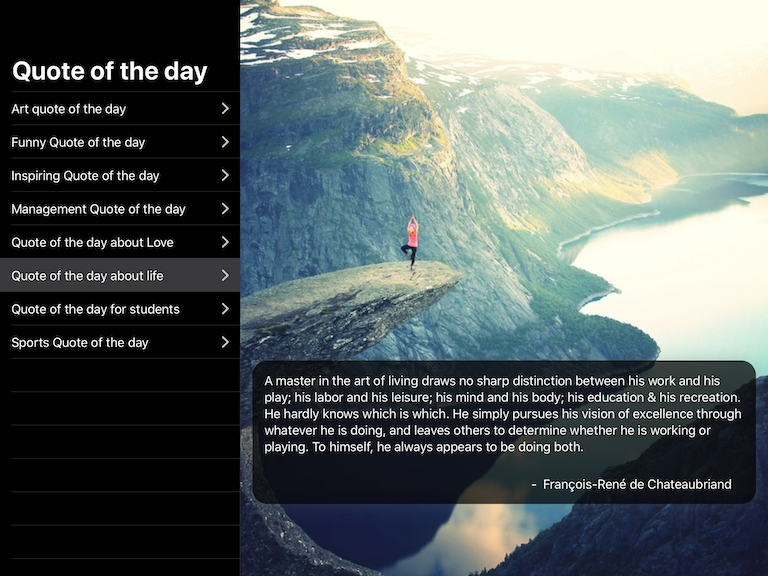 Quote of the day
Art quote of the day
Funny Quote of the day
Inspiring Quote of the day
Management Quote of the day
Quote of the day about Love
Quote of the day about life
Quote of the day for students
Sports Quote of the day
A master in the art of living draws no sharp distinction between his work and his
play; his labor and his leisure; his mind and his body; his education & his recreation.
He hardly knows which is which. He simply pursues his vision of excellence through
whatever he is doing, and leaves others to determine whether he is working or
playing. To himself, he always appears to be doing both.
- François-René de Chateaubriand